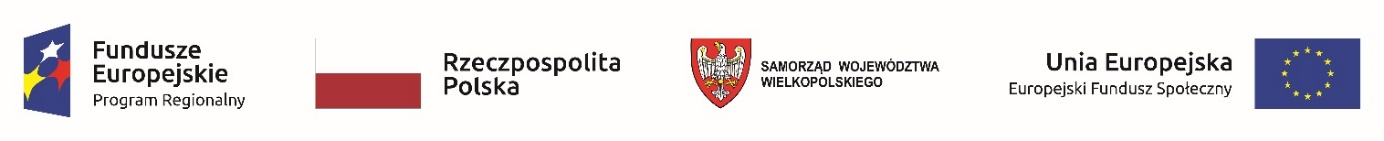 Fundusze
Europejskie
Program Regionalny
Rzeczpospolita
Polska
SAMORZĄD WOJEWÓDZTWA
WIELKOPOLSKIEGO
Unia Europejska
Europejski Fundusz Społeczny